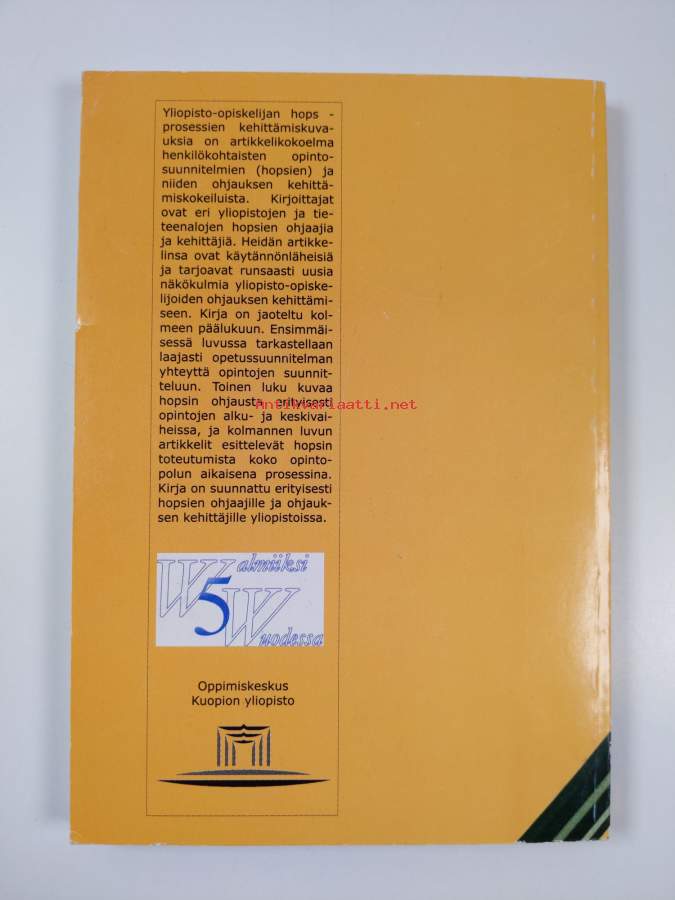 Yliopisto-opiskelijan hops -
prosessien kehittämiskuva-
uksia on artikkelikokoelma
henkilökohtaisten opinto-
suunnitelmien (hopsien) ja
niiden ohjauksen kehittä-
miskokeiluista. Kirjoittajat
ovat eri yliopistojen ja tie-
teenalojen hopsien ohjaajia
ja kehittäjiä. Heidän artikke-
linsa ovat käytännönläheisiä
ja tarjoavat runsaasti uusia
näkökulmia yliopisto-opiske-
lijoiden ohjauksen kehittämi-
seen. Kirja on jaoteltu kol-
meen päälukuun. Ensimmäi-
sessä luvussa tarkastellaan
laajasti opetussuunnitelman
yhteyttä opintojen suunnit-
teluun. Toinen luku kuvaa
hopsin ohjausta erityisesti
Antikvariaatti.net
opintojen alku- ja keskivai-
heissa, ja kolmannen luvun
artikkelit esittelevät hopsin
toteutumista koko opinto-
polun aikaisena prosessina.
Kirja on suunnattu erityisesti
hopsien ohjaajille ja ohjauk-
sen kehittäjille yliopistoissa.
Walmiiksi
5
Wuodessa
Oppimiskeskus
Kuopion yliopisto